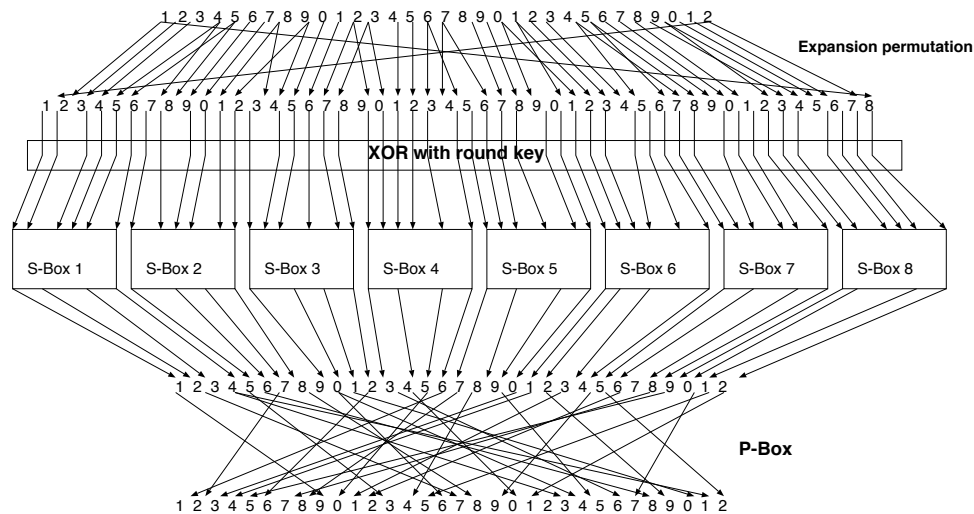 1 2 3 4 5 6 7 8 9 0 1 2 3 4 5 6 7 8 9 0 1 2 3 4 5 6 7 8 9 0 1 2
Expansion permutation
1 2 3 4 5 6 7 8 9 0 1 2 3 4 5 6 7 8 9 0 1 2 3 4 5 6 7 8 9 0 1 2 3 4 5 6 7 8 9 0 1 2 3 4 5 6 7 8
XOR with round key
S-Box 1 S-Box 2 S-Box 3 S-Box 4 S-Box 5 S-Box 6 S-Box 7 S-Box 8
1 2 3 4 5 6 7 8 9 0 1 2 3 4 5 6 7 8 9 0 1 2 3 4 5 6 7 8 9 0 1 2
P-Box
1 2 3 4 5 6 7 8 9 0 1 2 3 4 5 6 7 8 9 0 1 2 3 4 5 6 7 8 9 0 1 2